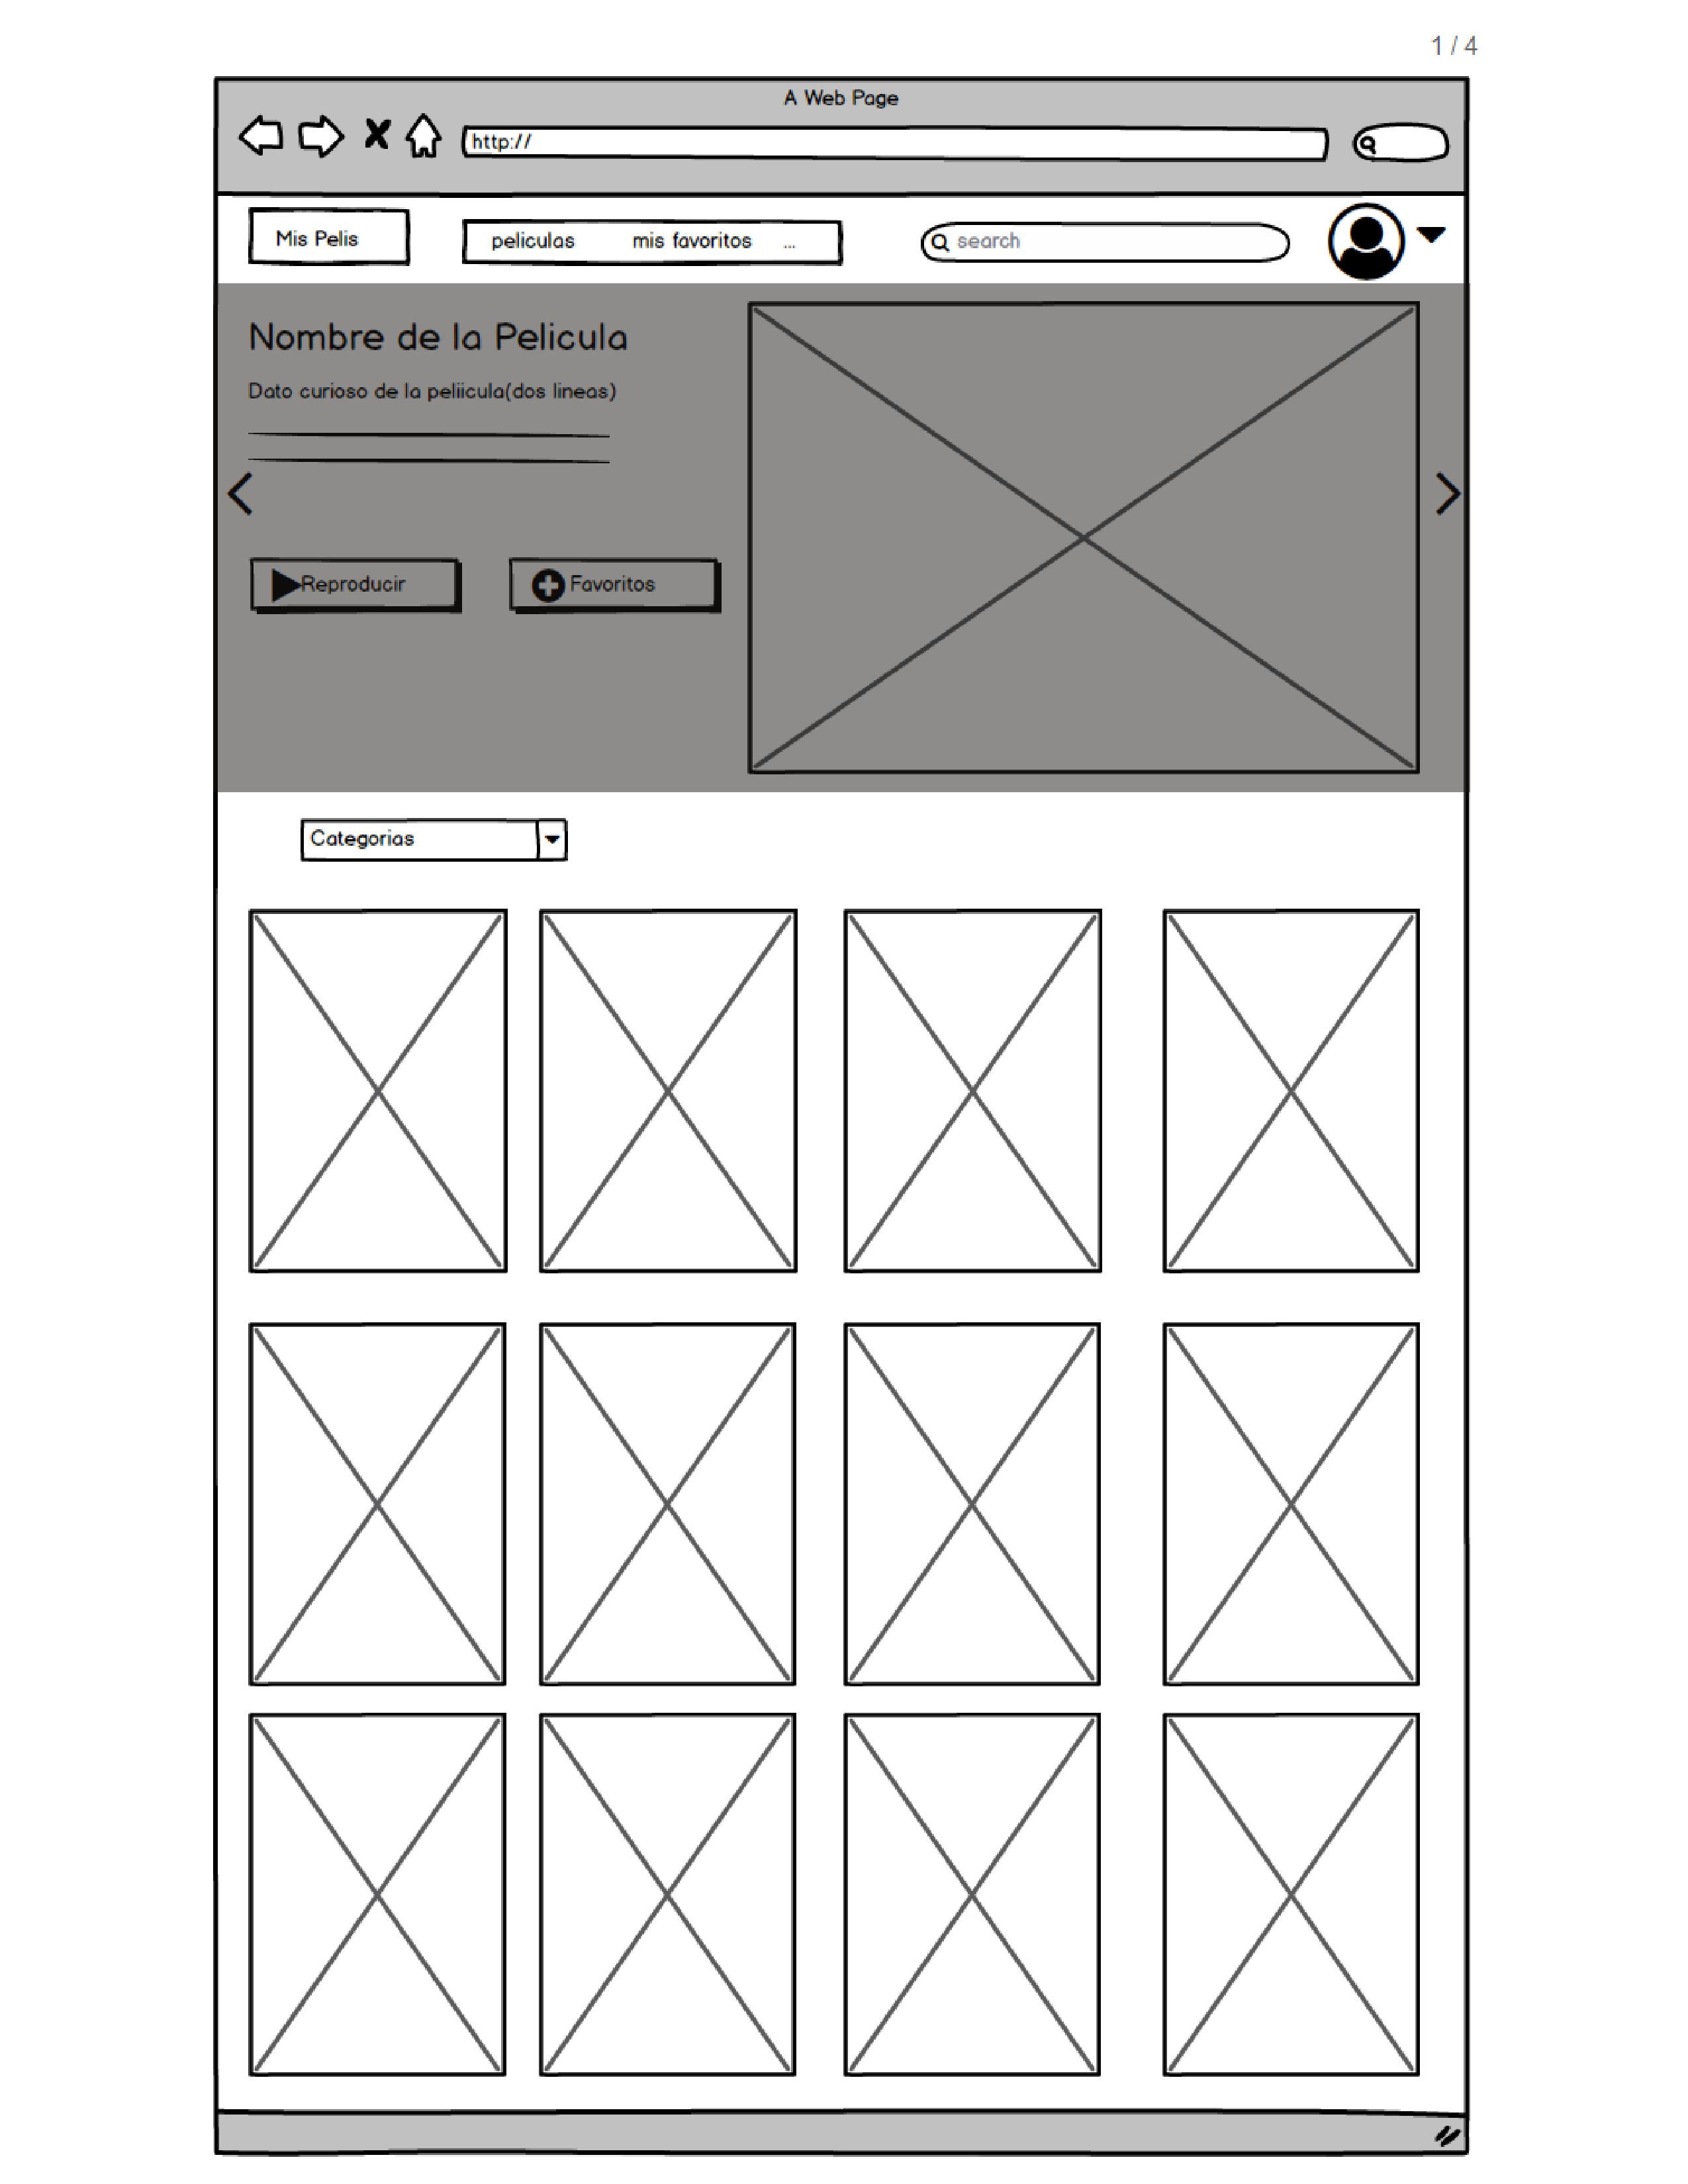 1 / 4
A Web Page
http://
Mis Pelis
peliculas mis favoritos ...
search
Nombre de la Pelicula
Dato curioso de la peliicula(dos lineas)
Reproducir
Favoritos
Categorias